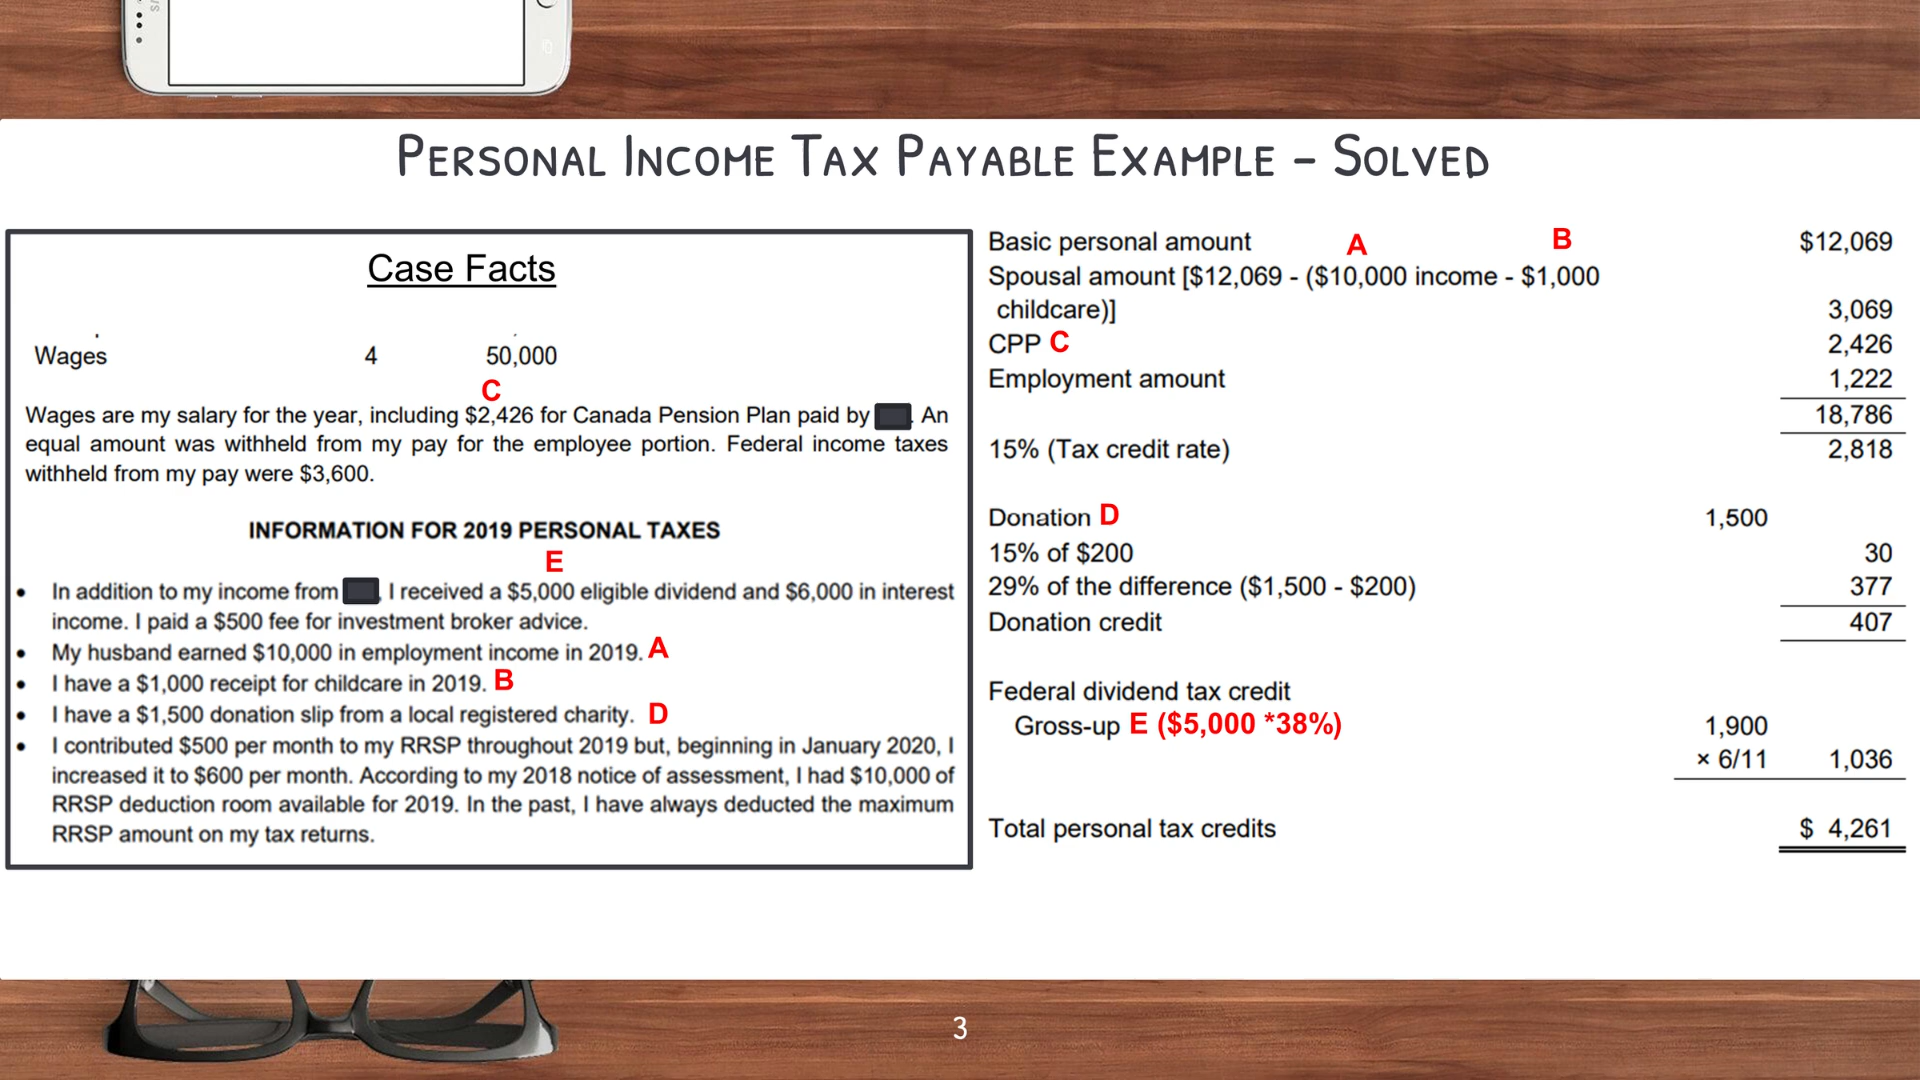 PERSONAL INCOME TAX PAYABLE EXAMPLE – SOLVED
Case Facts
Wages 4 50,000
C
Wages are my salary for the year, including $2,426 for Canada Pension Plan paid by . An
equal amount was withheld from my pay for the employee portion. Federal income taxes
withheld from my pay were $3,600.
INFORMATION FOR 2019 PERSONAL TAXES
E
• In addition to my income from , I received a $5,000 eligible dividend and $6,000 in interest
income. I paid a $500 fee for investment broker advice.
• My husband earned $10,000 in employment income in 2019. A
• I have a $1,000 receipt for childcare in 2019. B
• I have a $1,500 donation slip from a local registered charity. D
• I contributed $500 per month to my RRSP throughout 2019 but, beginning in January 2020, I
increased it to $600 per month. According to my 2018 notice of assessment, I had $10,000 of
RRSP deduction room available for 2019. In the past, I have always deducted the maximum
RRSP amount on my tax returns.
Basic personal amount A B $12,069
Spousal amount [$12,069 - ($10,000 income - $1,000
childcare)] 3,069
CPP C 2,426
Employment amount 1,222
18,786
15% (Tax credit rate) 2,818
Donation D 1,500
15% of $200 30
29% of the difference ($1,500 - $200) 377
Donation credit 407
Federal dividend tax credit
Gross-up E ($5,000 *38%) 1,900
× 6/11 1,036
Total personal tax credits $ 4,261
3